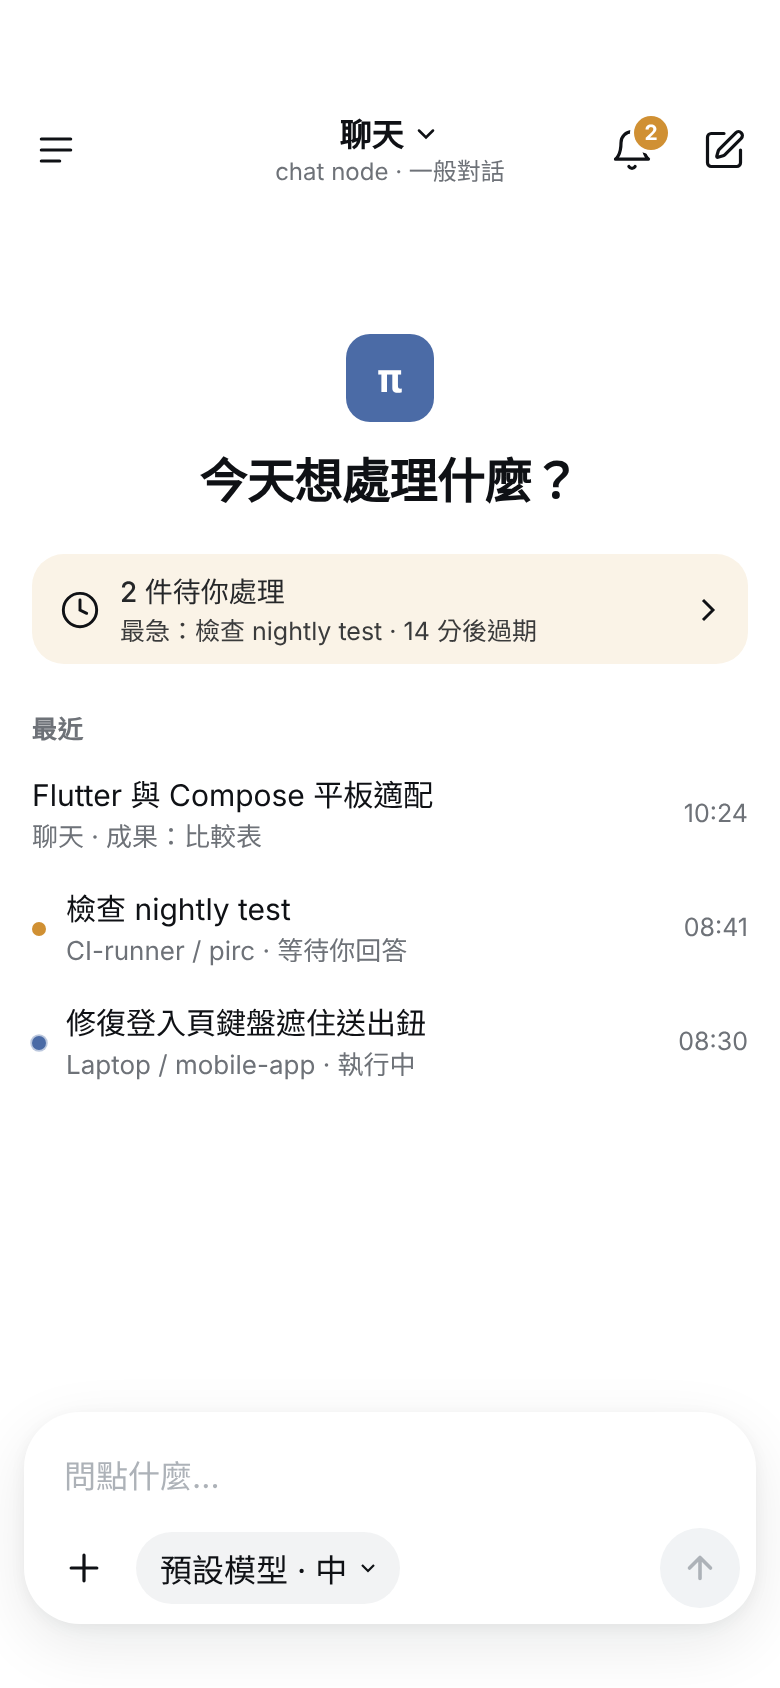 聊天
chat node · 一般對話
2
π
今天想處理什麼？
2 件待你處理
最急：檢查 nightly test · 14 分後過期
最近
Flutter 與 Compose 平板適配
10:24
聊天 · 成果：比較表
檢查 nightly test
08:41
CI-runner / pirc · 等待你回答
修復登入頁鍵盤遮住送出鈕
08:30
Laptop / mobile-app · 執行中
問點什麼...
預設模型 · 中